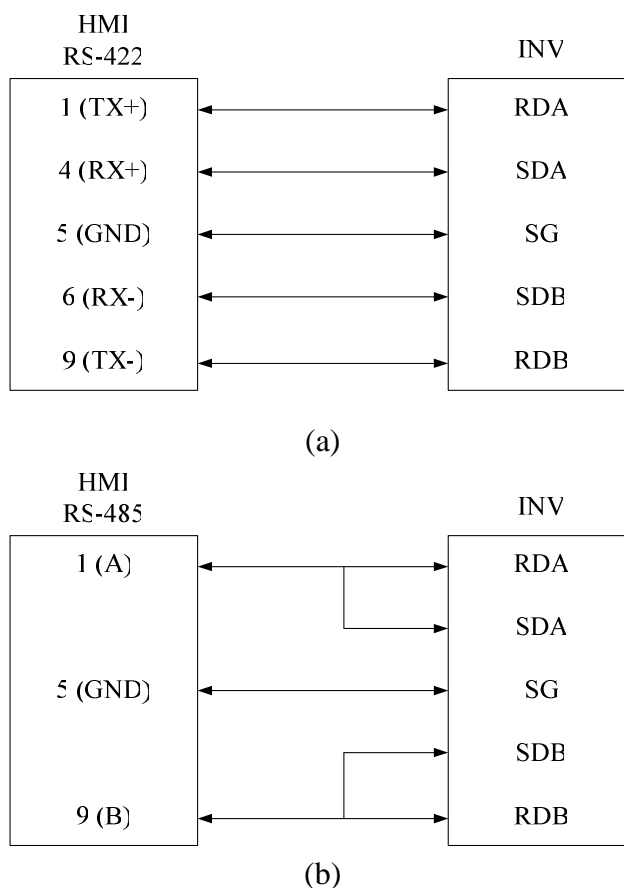 HMI
RS-422
INV
1 (TX+)
RDA
4 (RX+)
SDA
5 (GND)
SG
6 (RX-)
SDB
9 (TX-)
RDB
(a)
HMI
RS-485
INV
1 (A)
RDA
SDA
5 (GND)
SG
SDB
9 (B)
RDB
(b)